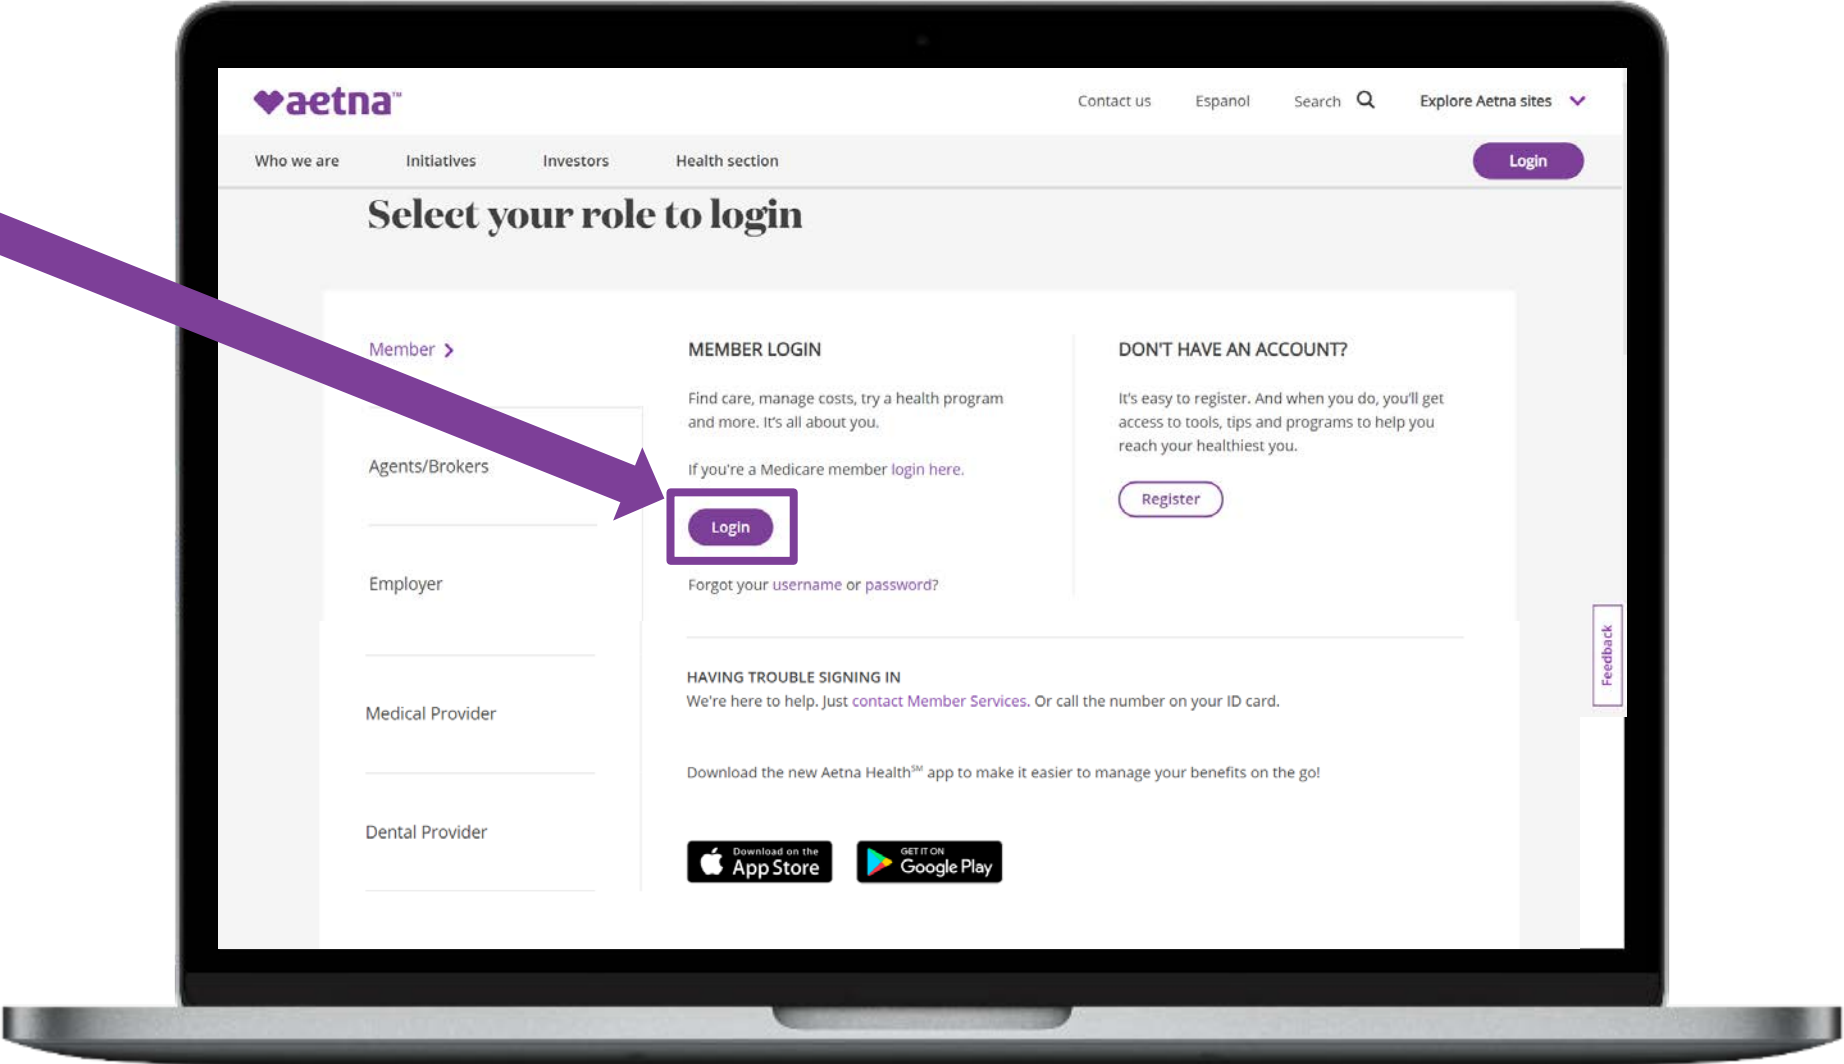 aetna™
Contact us
Espanol
Search
Explore Aetna sites
Who we are
Initiatives
Investors
Health section
Login
Select your role to login
Member
Agents/Brokers
Employer
Medical Provider
Dental Provider
MEMBER LOGIN
Find care, manage costs, try a health program
and more. It's all about you.
If you're a Medicare member login here.
Login
Forgot your username or password?
DON'T HAVE AN ACCOUNT?
It's easy to register. And when you do, you'll get
access to tools, tips and programs to help you
reach your healthiest you.
Register
HAVING TROUBLE SIGNING IN
We're here to help. Just contact Member Services. Or call the number on your ID card.
Download the new Aetna Health℠ app to make it easier to manage your benefits on the go!
Download on the
App Store
GET IT ON
Google Play
Feedback